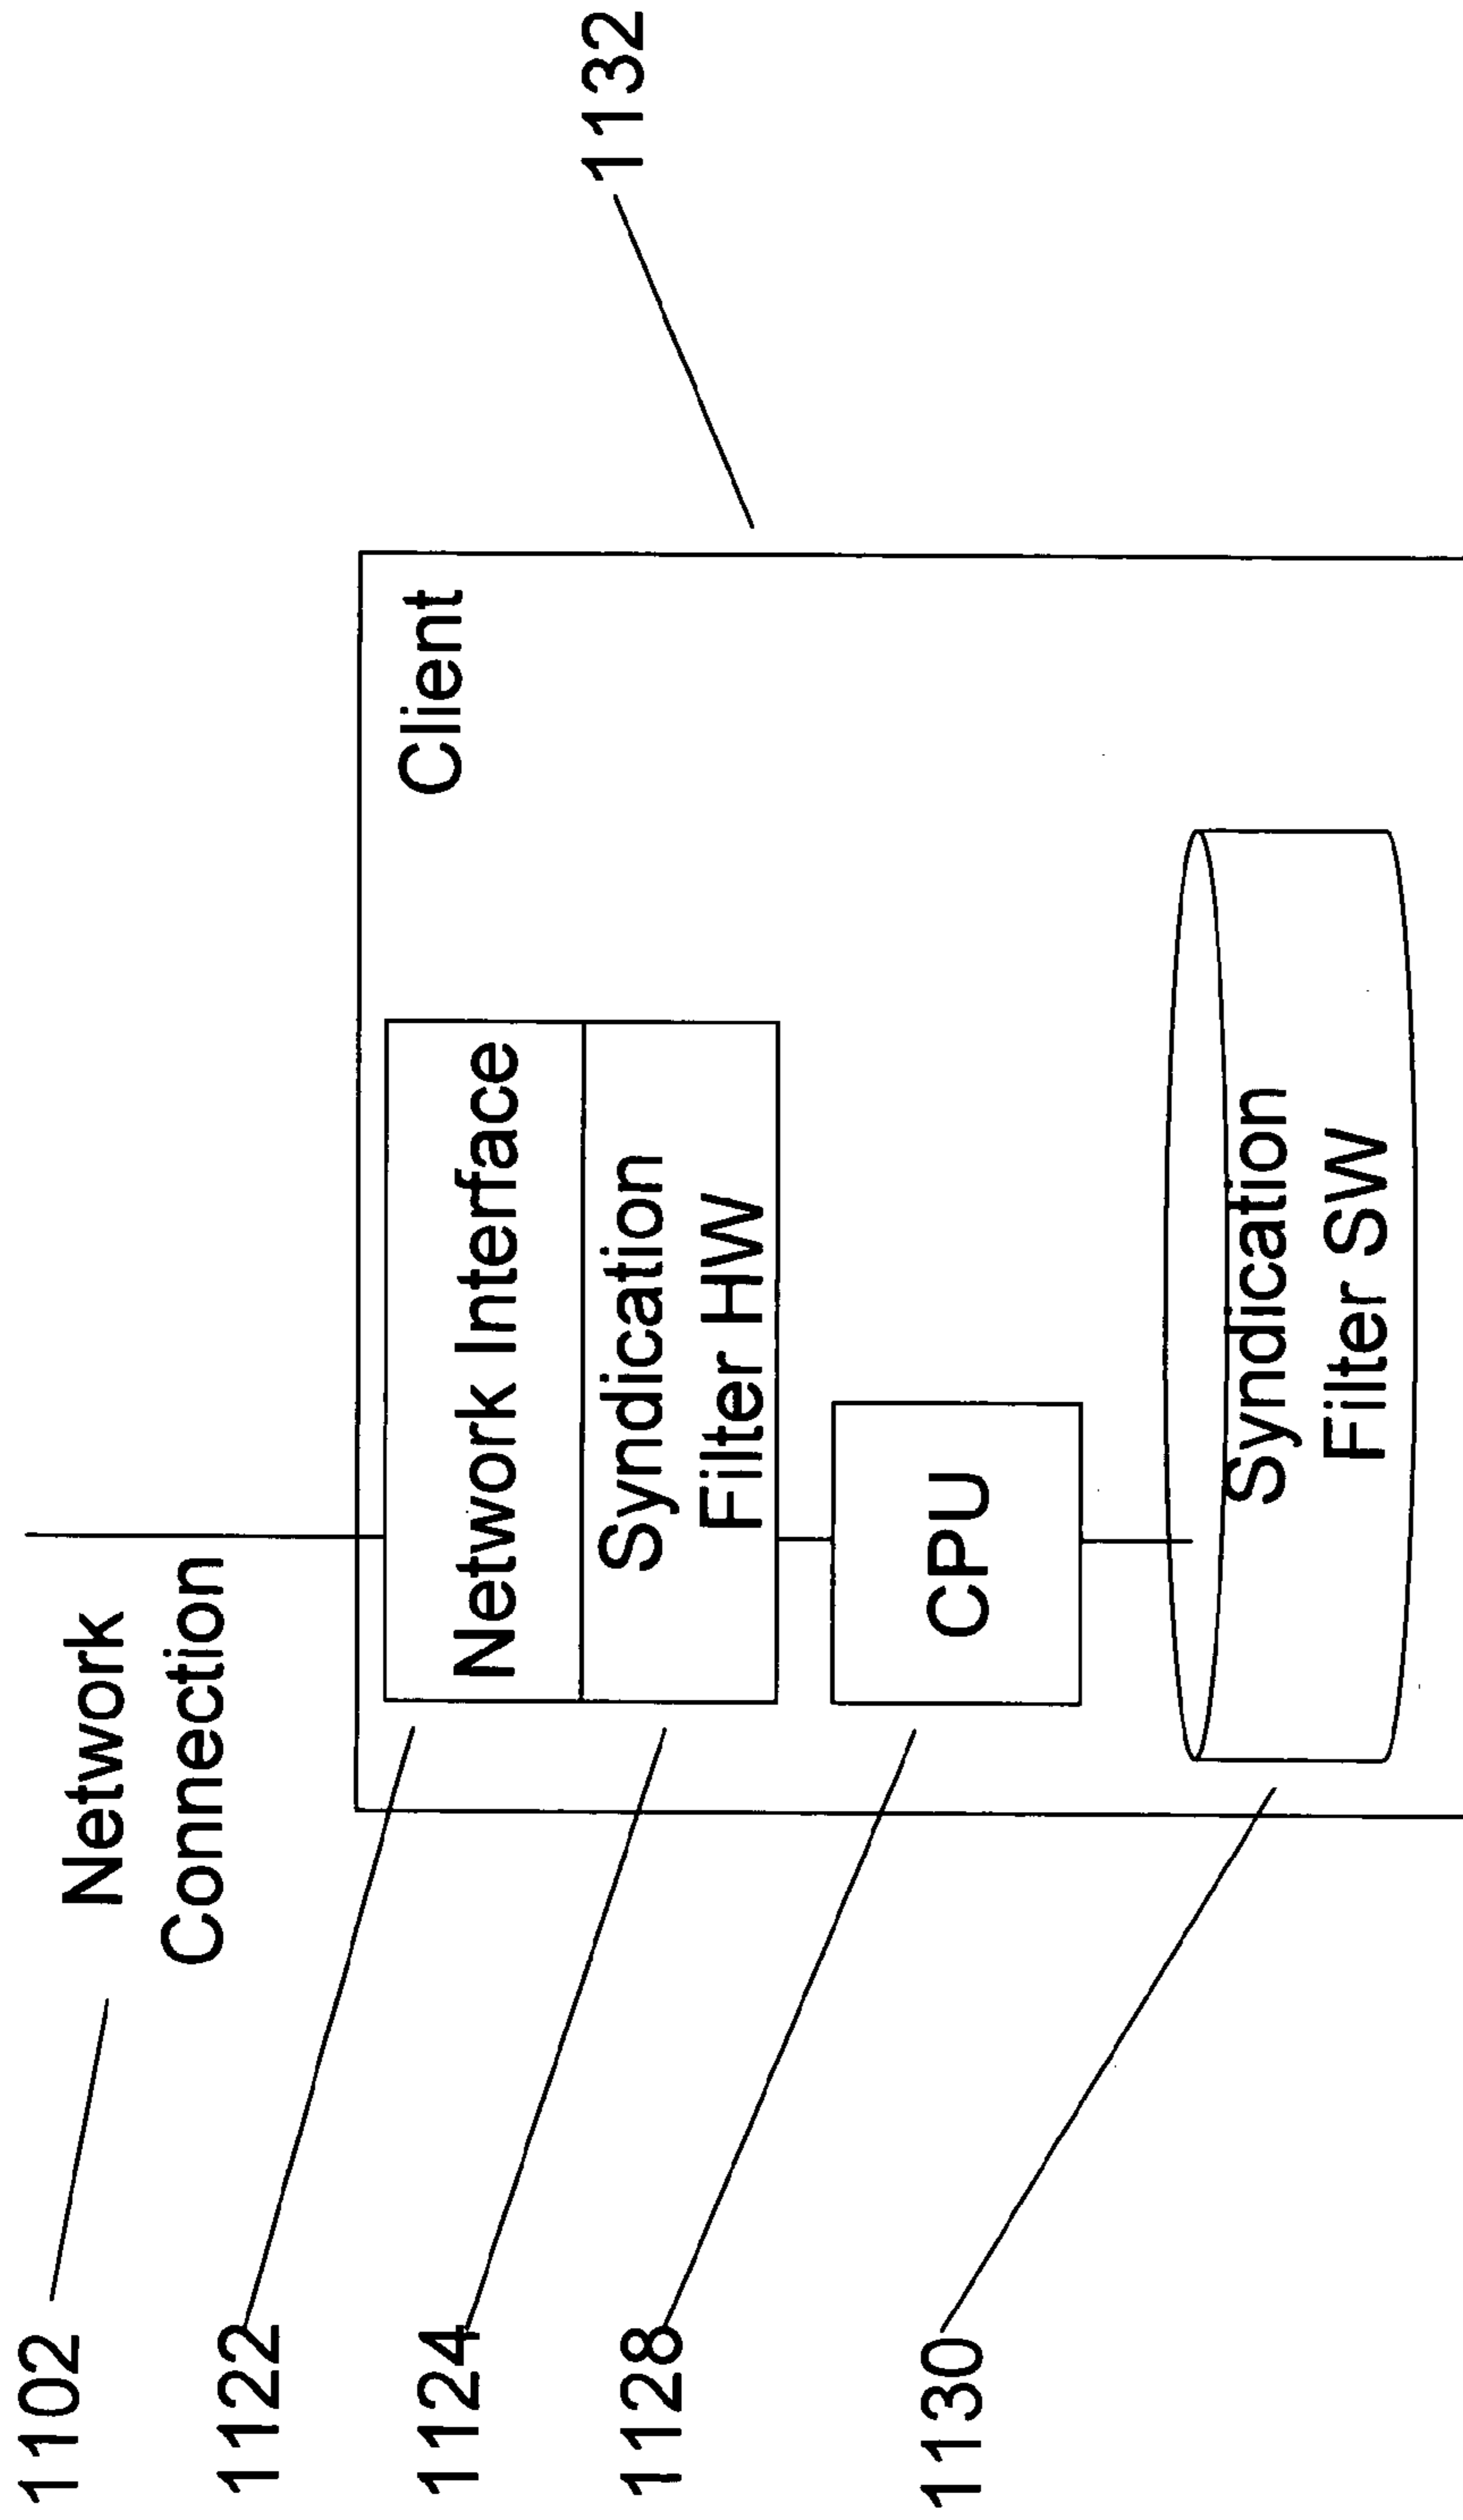 1102
Network
Connection
1122
Client
1132
Network Interface
1124
Syndication
Filter HW
1128
CPU
1130
Syndication
Filter SW